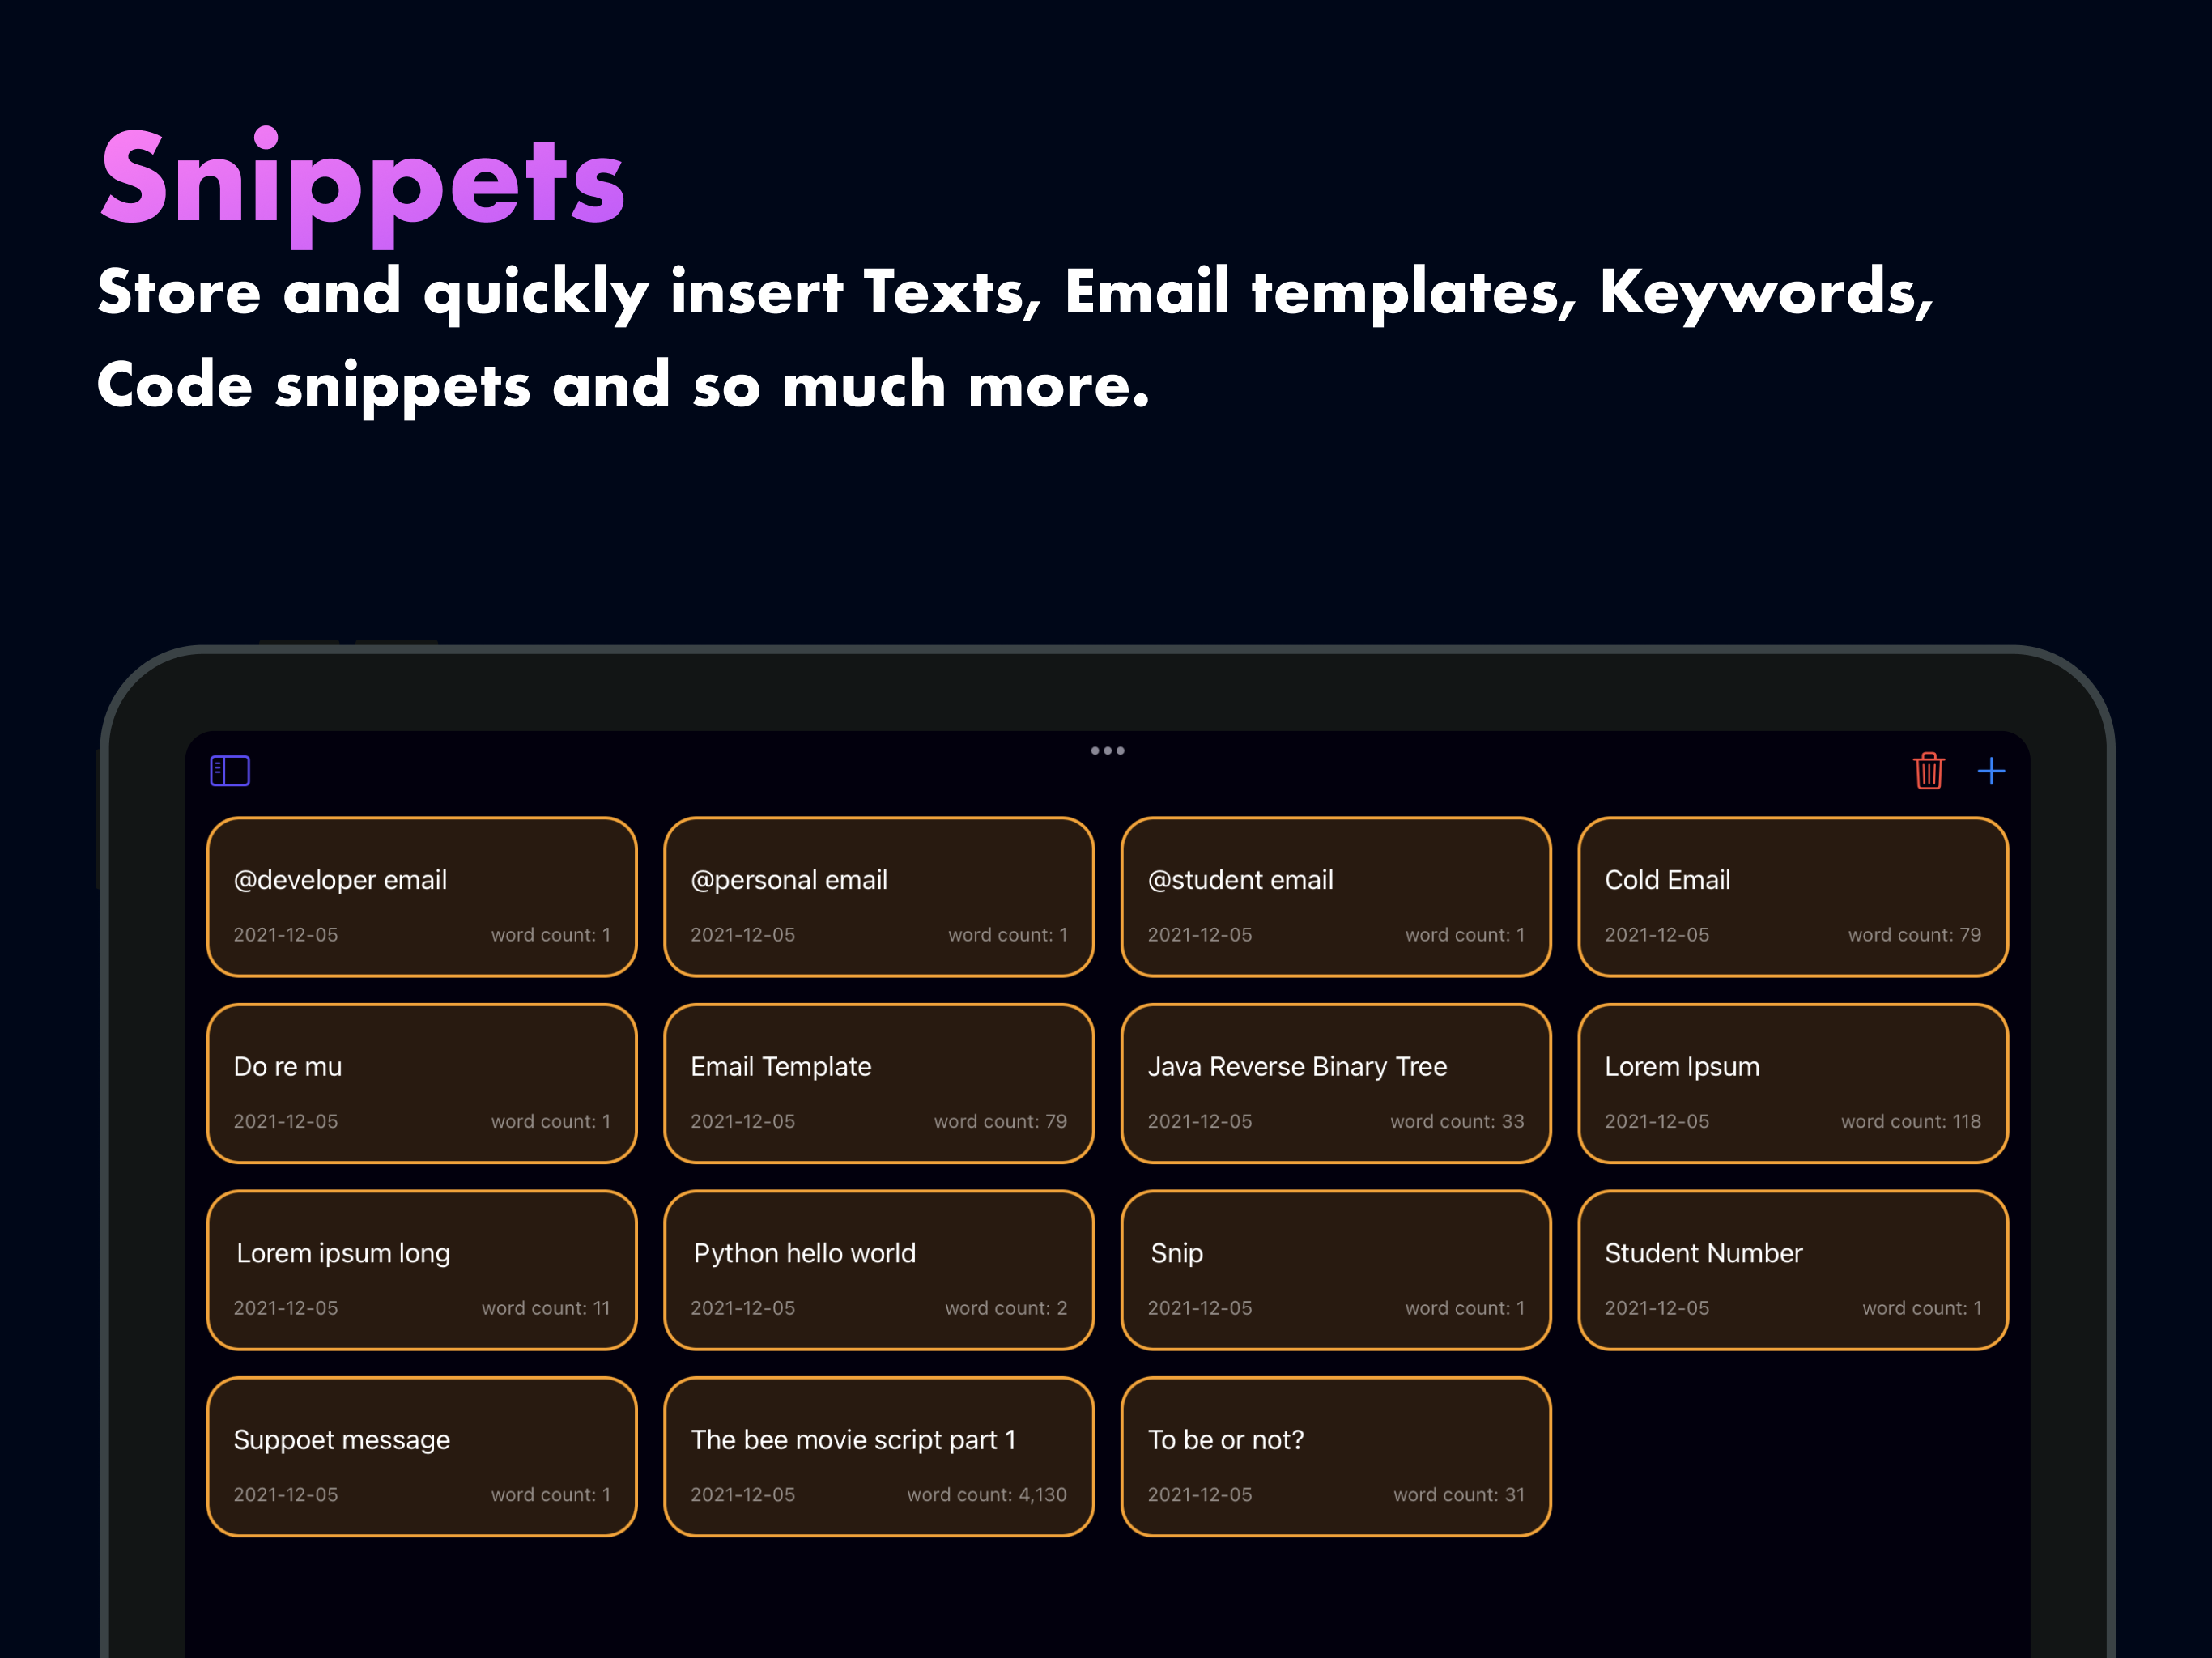 Snippets
Store and quickly insert Texts, Email templates, Keywords,
Code snippets and so much more.
@developer email
2021-12-05 word count: 1
@personal email
2021-12-05 word count: 1
@student email
2021-12-05 word count: 1
Cold Email
2021-12-05 word count: 79
Do re mu
2021-12-05 word count: 1
Email Template
2021-12-05 word count: 79
Java Reverse Binary Tree
2021-12-05 word count: 33
Lorem Ipsum
2021-12-05 word count: 118
Lorem ipsum long
2021-12-05 word count: 11
Python hello world
2021-12-05 word count: 2
Snip
2021-12-05 word count: 1
Student Number
2021-12-05 word count: 1
Suppoet message
2021-12-05 word count: 1
The bee movie script part 1
2021-12-05 word count: 4,130
To be or not?
2021-12-05 word count: 31